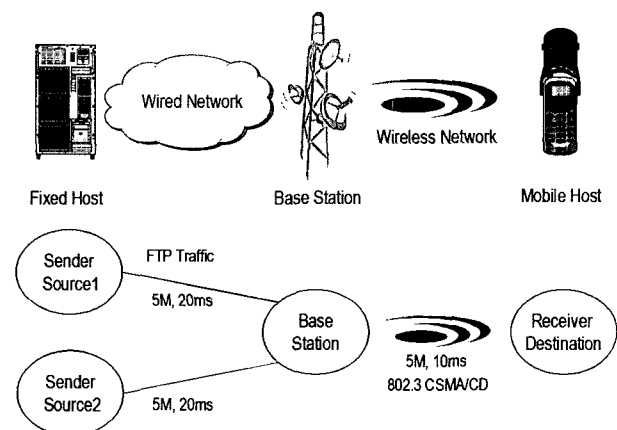 Wired Network
Wireless Network
Fixed Host
Base Station
Mobile Host
Sender
Source1
FTP Traffic
5M, 20ms
Base
Station
5M, 10ms
802.3 CSMA/CD
Receiver
Destination
Sender
Source2
5M, 20ms